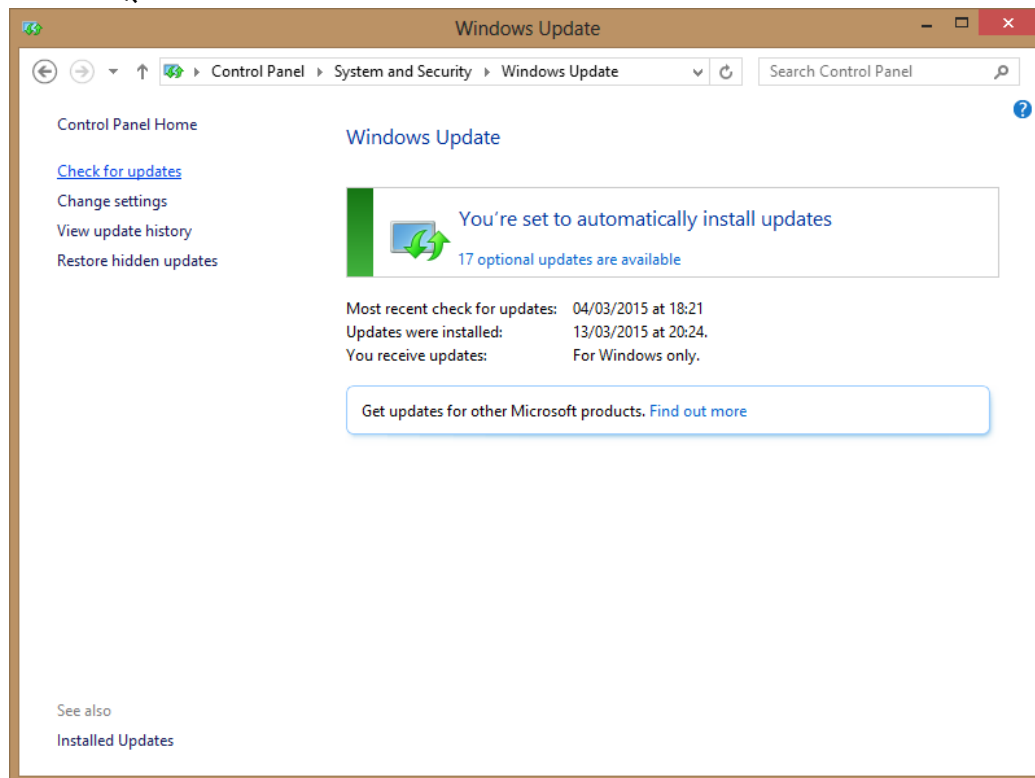 Windows Update
Control Panel System and Security Windows Update Search Control Panel
Control Panel Home
Check for updates
Change settings
View update history
Restore hidden updates
Windows Update
You're set to automatically install updates
17 optional updates are available
Most recent check for updates: 04/03/2015 at 18:21
Updates were installed: 13/03/2015 at 20:24.
You receive updates: For Windows only.
Get updates for other Microsoft products. Find out more
See also
Installed Updates